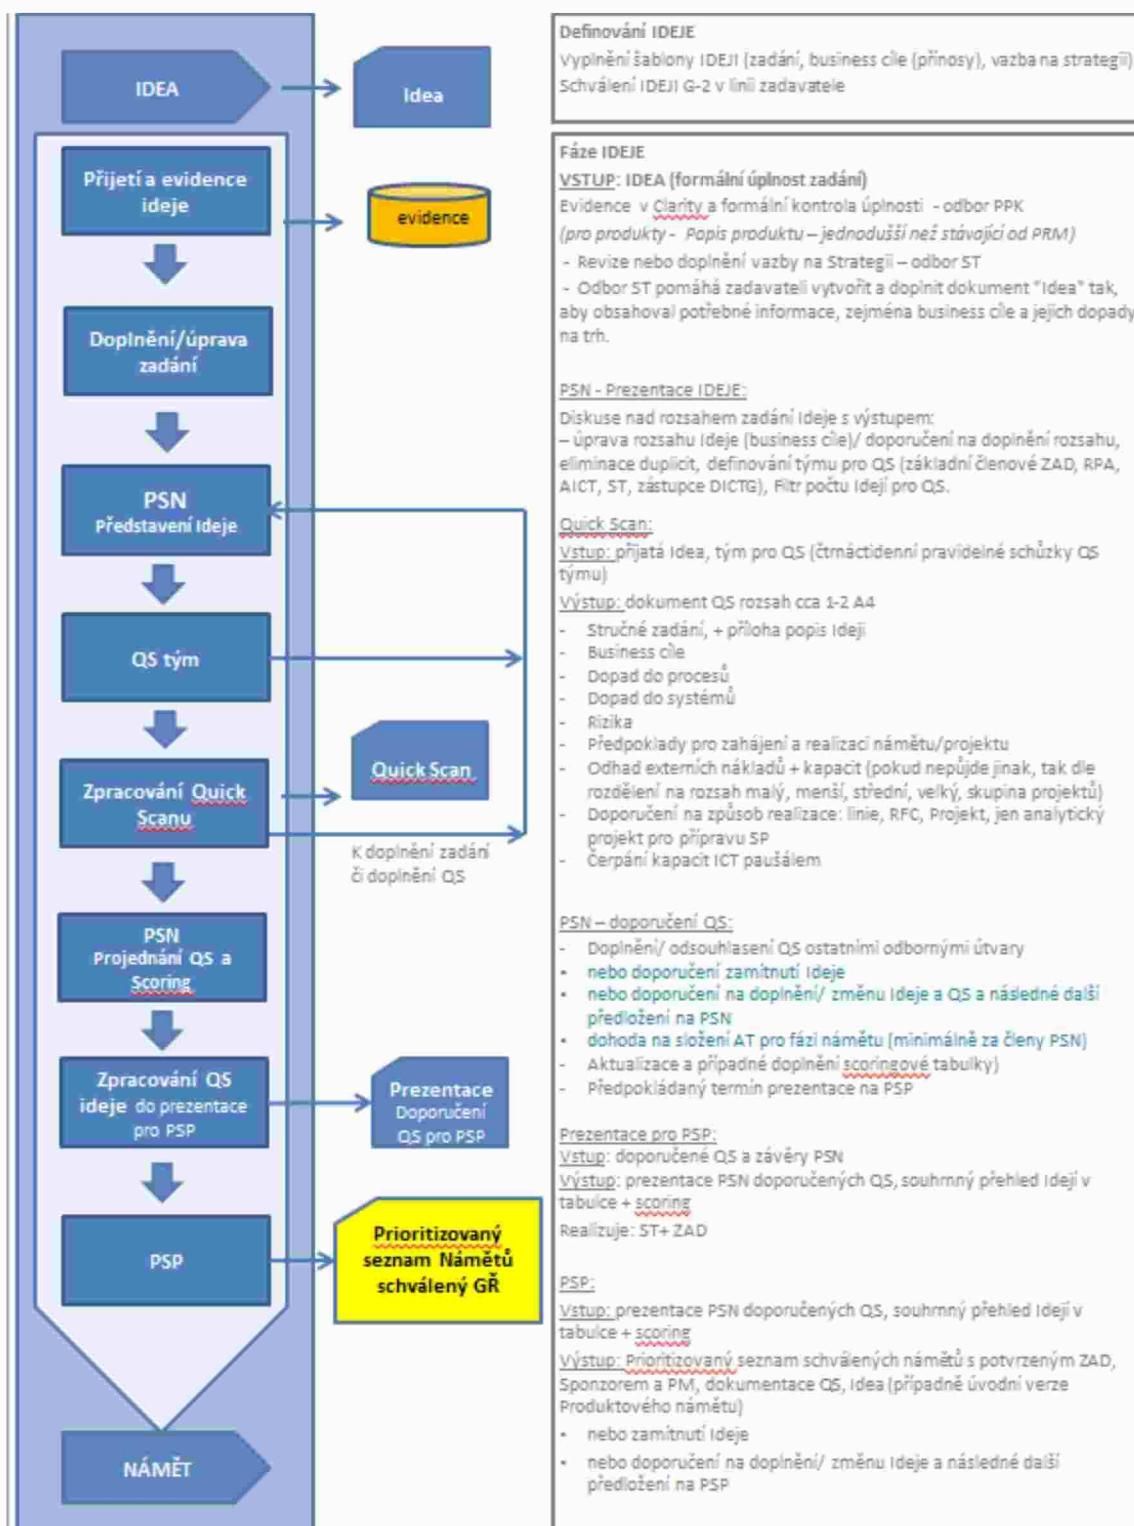 IDEA
Idea
Přijetí a evidence
ideje
evidence
Doplnění/úprava
zadání
PSN
Představení Ideje
QS tým
Zpracování Quick
Scanu
Quick Scan
K doplnění zadání
či doplnění QS
PSN
Projednání QS a
Scoring
Zpracování QS
ideje do prezentace
pro PSP
Prezentace
Doporučení
QS pro PSP
PSP
Prioritizovaný
seznam Námětů
schválený GŘ
NÁMĚT
Definování IDEJE
Vyplnění šablony IDEJI (zadání, business cíle (přínosy), vazba na strategii)
Schválení IDEJI G-2 v linii zadavatele
Fáze IDEJE
VSTUP: IDEA (formální úplnost zadání)
Evidence v Clarity a formální kontrola úplnosti - odbor PPK
(pro produkty - Popis produktu – jednodušší než stávající od PRM)
- Revize nebo doplnění vazby na Strategii – odbor ST
- Odbor ST pomáhá zadavateli vytvořit a doplnit dokument "Idea" tak,
aby obsahoval potřebné informace, zejména business cíle a jejich dopady
na trh.
PSN - Prezentace IDEJE:
Diskuse nad rozsahem zadání Ideje s výstupem:
– úprava rozsahu Ideje (business cíle)/ doporučení na doplnění rozsahu,
eliminace duplicit, definování týmu pro QS (základní členové ZAD, RPA,
AICT, ST, zástupce DICTG), Filtr počtu Idejí pro QS.
Quick Scan:
Vstup: přijatá Idea, tým pro QS (čtrnáctidenní pravidelné schůzky QS
týmu)
Výstup: dokument QS rozsah cca 1-2 A4
- Stručné zadání, + příloha popis Ideji
- Business cíle
- Dopad do procesů
- Dopad do systémů
- Rizika
- Předpoklady pro zahájení a realizaci námětu/projektu
- Odhad externích nákladů + kapacit (pokud nepůjde jinak, tak dle
rozdělení na rozsah malý, menší, střední, velký, skupina projektů)
- Doporučení na způsob realizace: linie, RFC, Projekt, jen analytický
projekt pro přípravu SP
- Čerpání kapacit ICT paušálem
PSN – doporučení QS:
- Doplnění/ odsouhlasení QS ostatními odbornými útvary
• nebo doporučení zamítnutí Ideje
• nebo doporučení na doplnění/ změnu Ideje a QS a následné další
předložení na PSN
• dohoda na složení AT pro fázi námětu (minimálně za členy PSN)
- Aktualizace a případné doplnění scoringové tabulky)
- Předpokládaný termín prezentace na PSP
Prezentace pro PSP:
Vstup: doporučené QS a závěry PSN
Výstup: prezentace PSN doporučených QS, souhrnný přehled Idejí v
tabulce + scoring
Realizuje: ST+ ZAD
PSP:
Vstup: prezentace PSN doporučených QS, souhrnný přehled Idejí v
tabulce + scoring
Výstup: Prioritizovaný seznam schválených námětů s potvrzeným ZAD,
Sponzorem a PM, dokumentace QS, Idea (případně úvodní verze
Produktového námětu)
• nebo zamítnutí Ideje
• nebo doporučení na doplnění/ změnu Ideje a následné další
předložení na PSP